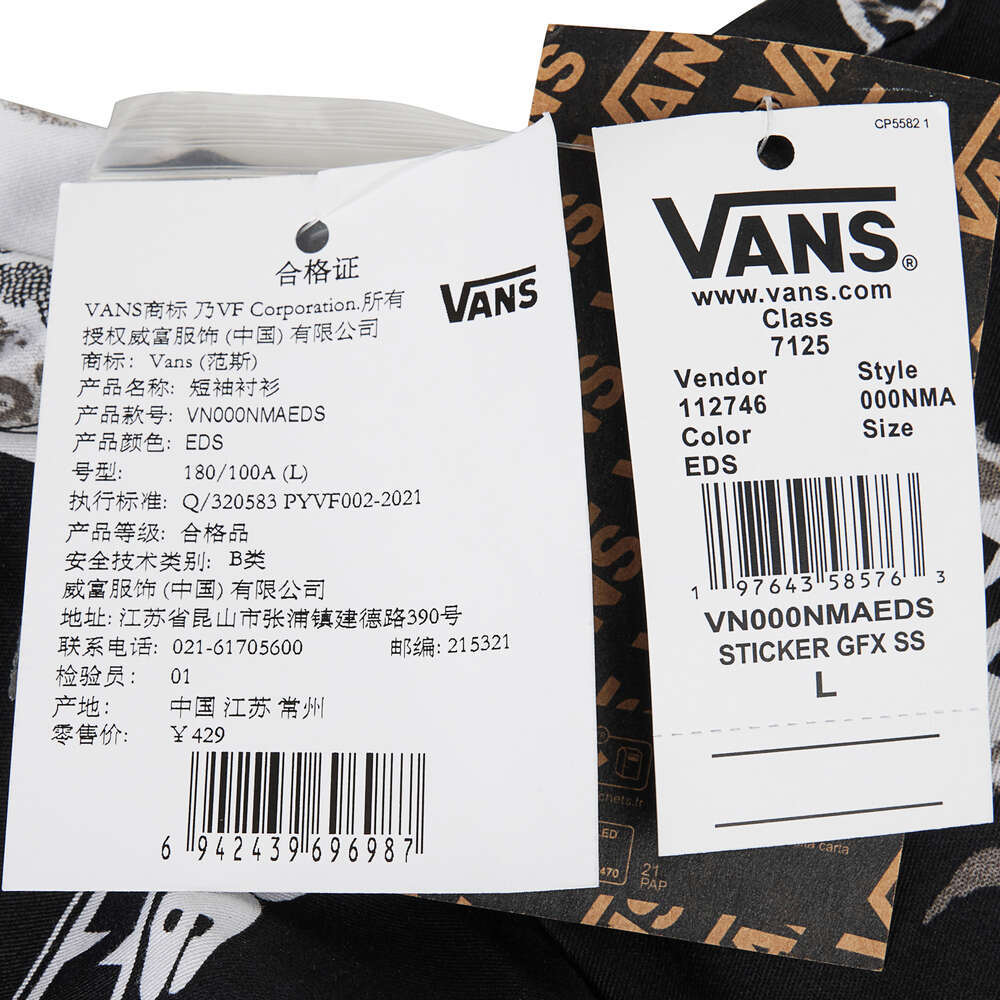 合格证
VANS
VANS商标 乃VF Corporation.所有
授权威富服饰 (中国) 有限公司
商标: Vans (范斯)
产品名称: 短袖衬衫
产品款号: VN000NMAEDS
产品颜色: EDS
号型: 180/100A (L)
执行标准: Q/320583 PYVF002-2021
产品等级: 合格品
安全技术类别: B类
威富服饰 (中国) 有限公司
地址: 江苏省昆山市张浦镇建德路390号
联系电话: 021-61705600 邮编: 215321
检验员: 01
产地: 中国 江苏 常州
零售价: ¥ 429
6 942439 696987
CP5582 1
VANS®
www.vans.com
Class
7125
Vendor Style
112746 000NMA
Color Size
EDS
1 97643 58576 3
VN000NMAEDS
STICKER GFX SS
L
VANS
VANS
VANS
VANS
21
PAP